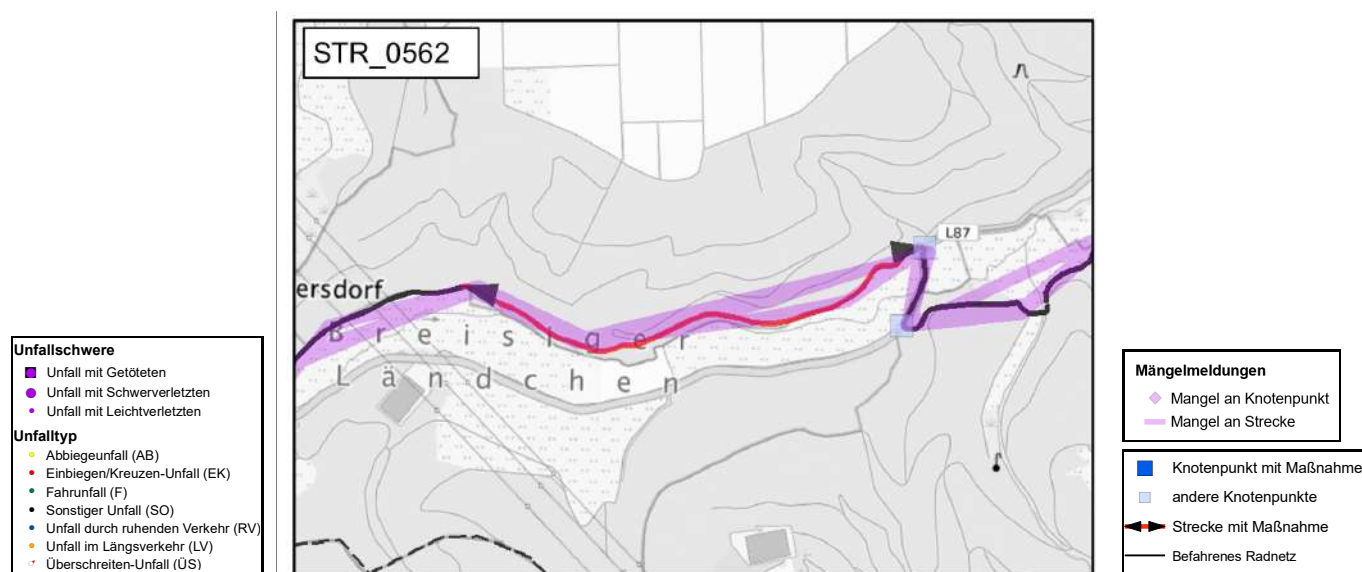 STR_0562
L87
ersdorf
Breisiger
Ländchen
Unfallschwere
Unfall mit Getöteten
Unfall mit Schwerverletzten
Unfall mit Leichtverletzten
Unfalltyp
Abbiegeunfall (AB)
Einbiegen/Kreuzen-Unfall (EK)
Fahrunfall (F)
Sonstiger Unfall (SO)
Unfall durch ruhenden Verkehr (RV)
Unfall im Längsverkehr (LV)
Überschreiten-Unfall (ÜS)
Mängelmeldungen
Mangel an Knotenpunkt
Mangel an Strecke
Knotenpunkt mit Maßnahme
andere Knotenpunkte
Strecke mit Maßnahme
Befahrenes Radnetz